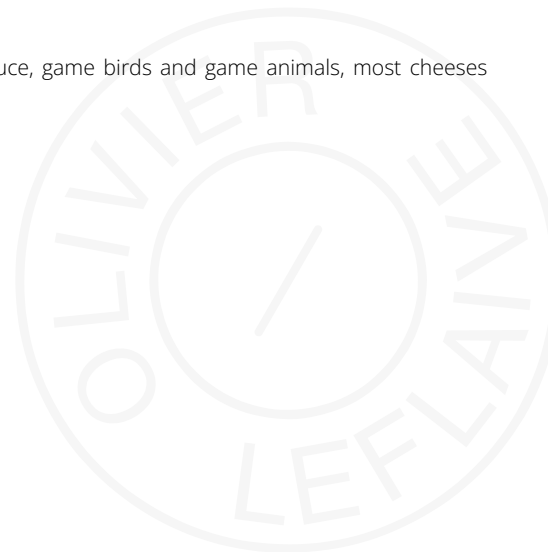 uce, game birds and game animals, most cheeses
OLIVIER
LEFLAIVE